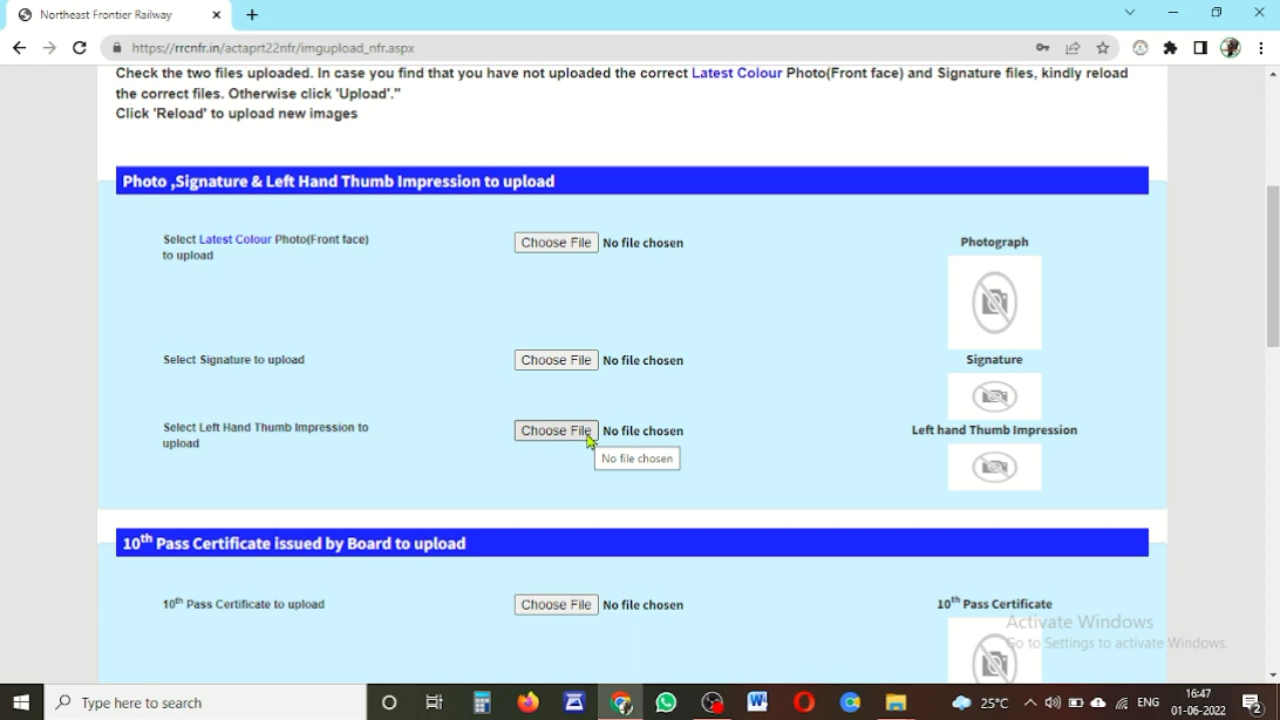 Northeast Frontier Railway
https://rrcnfr.in/actaprt22nfr/imgupload_nfr.aspx
Check the two files uploaded. In case you find that you have not uploaded the correct Latest Colour Photo(Front face) and Signature files, kindly reload
the correct files. Otherwise click 'Upload'."
Click 'Reload' to upload new images
Photo ,Signature & Left Hand Thumb Impression to upload
Select Latest Colour Photo(Front face)
to upload
Choose File No file chosen
Photograph
Select Signature to upload
Choose File No file chosen
Signature
Select Left Hand Thumb Impression to
upload
Choose File No file chosen
No file chosen
Left hand Thumb Impression
10th Pass Certificate issued by Board to upload
10th Pass Certificate to upload
Choose File No file chosen
10th Pass Certificate
Activate Windows
Go to Settings to activate Windows.
Type here to search
25°C
ENG
16:47
01-06-2022
2